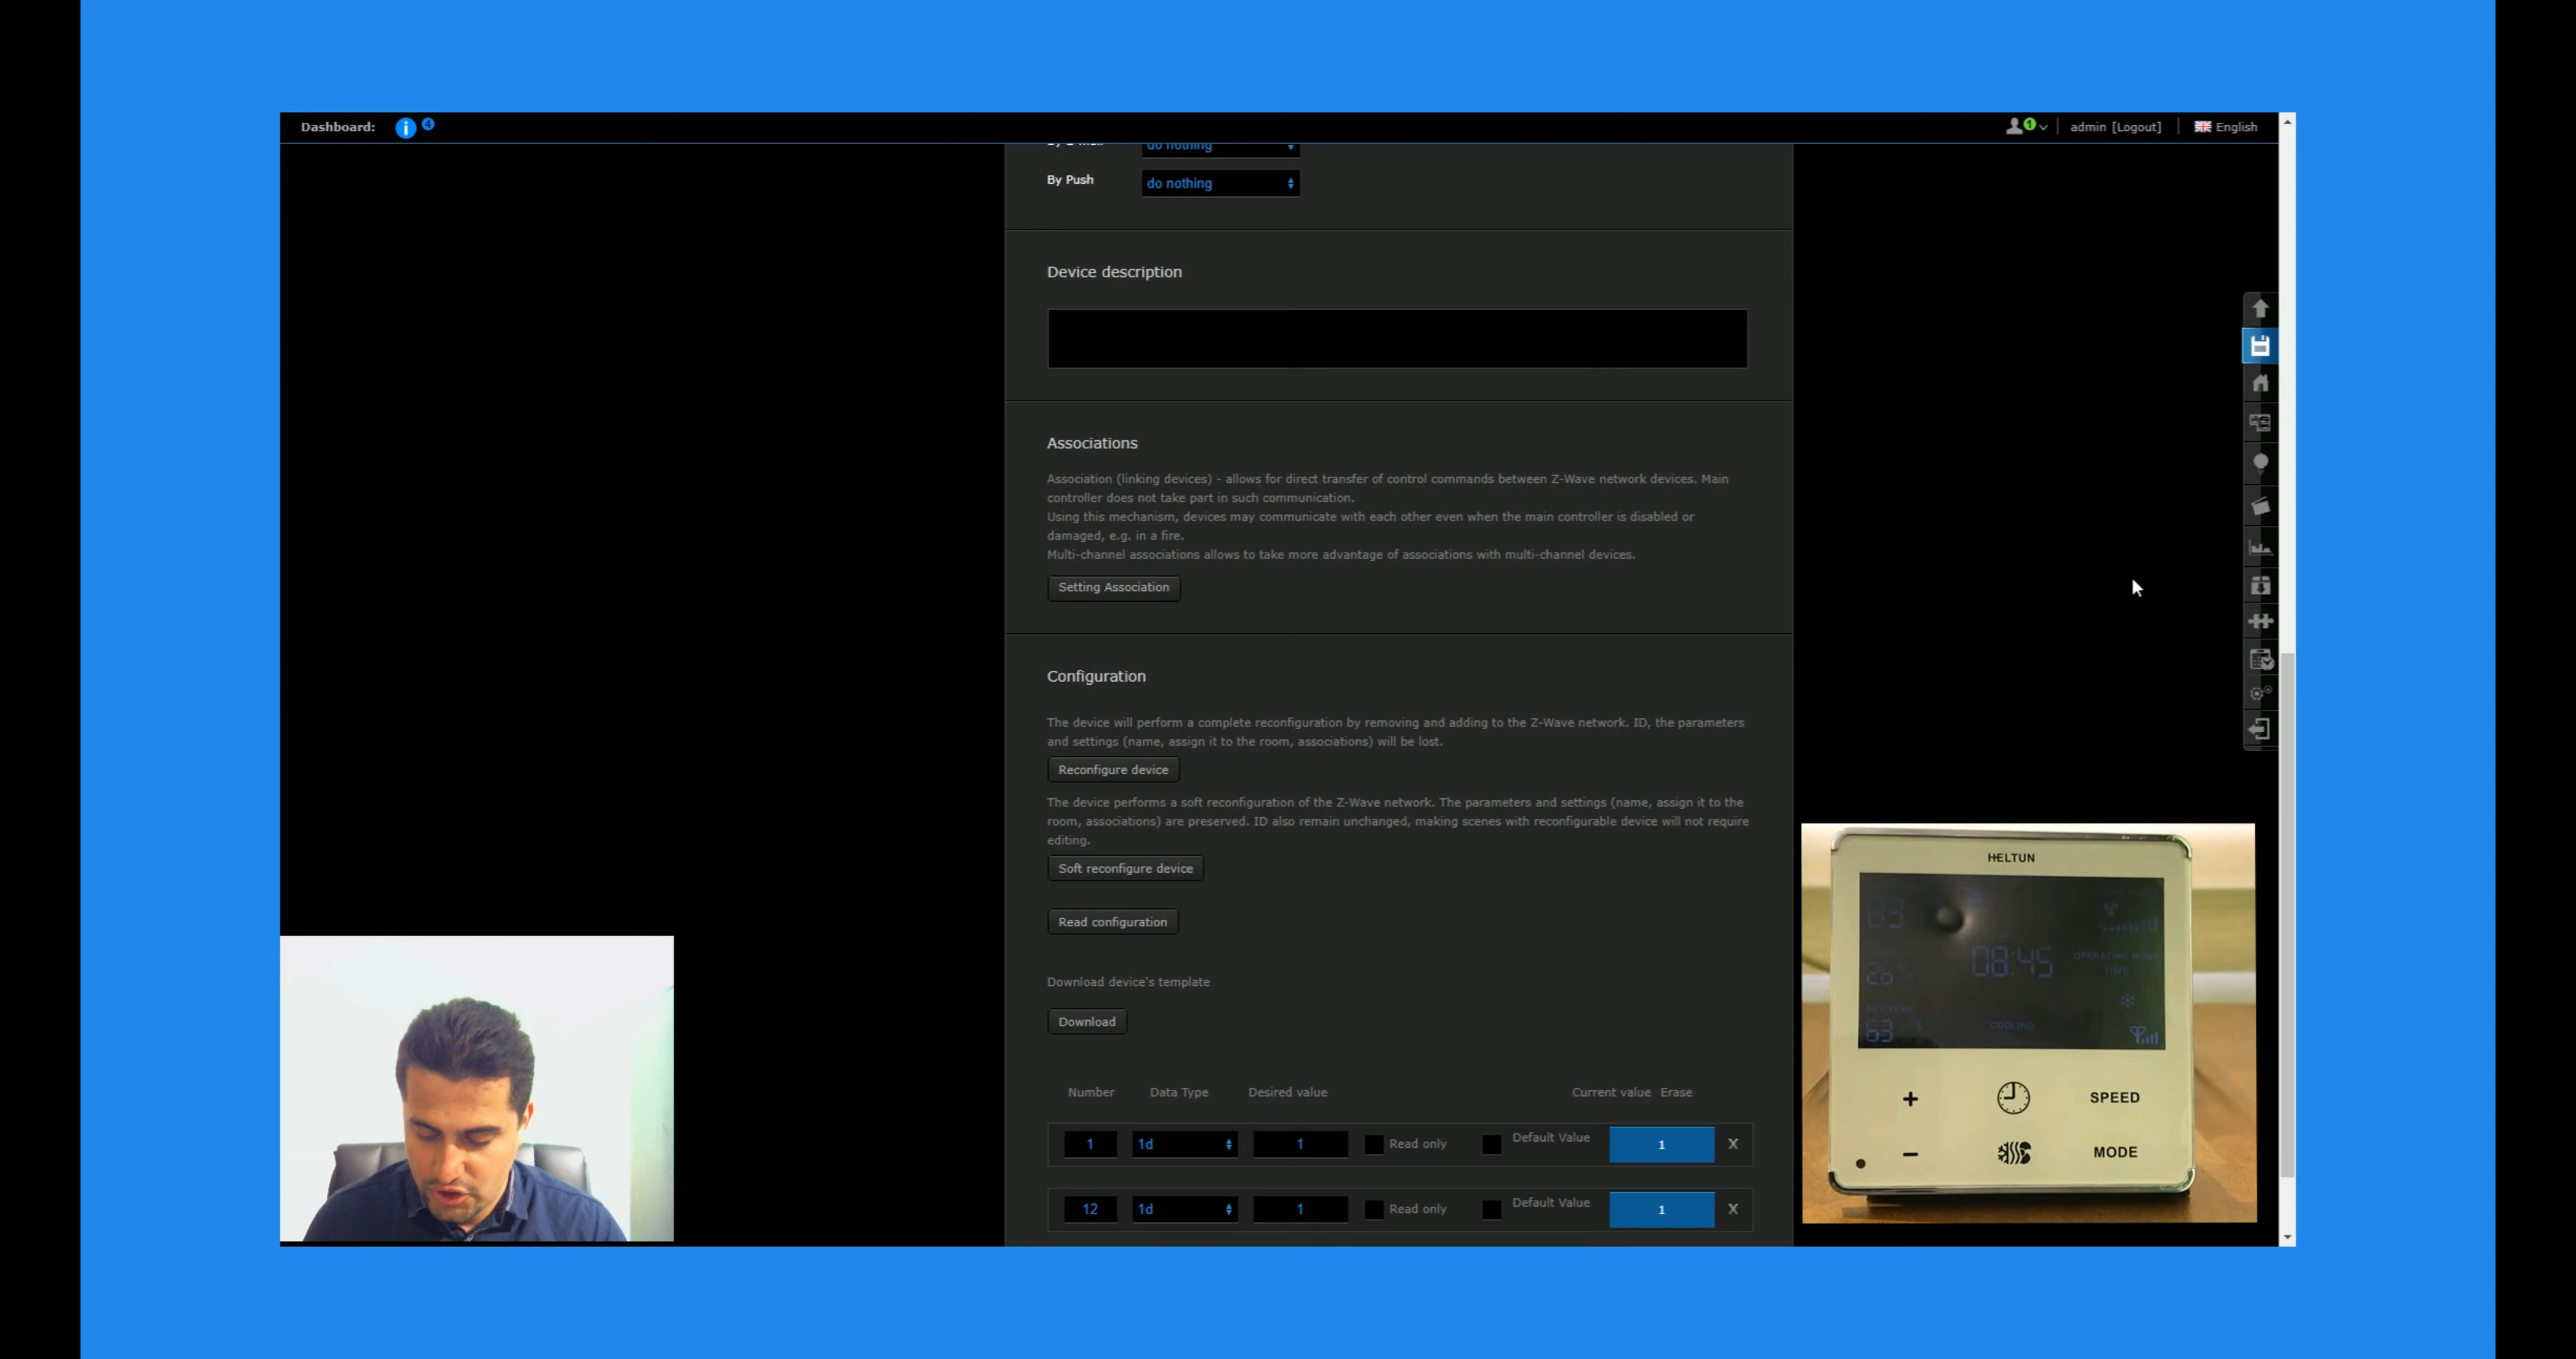 Dashboard: i 4
1 admin [Logout] English
do nothing
By Push do nothing
Device description
Associations
Association (linking devices) - allows for direct transfer of control commands between Z-Wave network devices. Main
controller does not take part in such communication.
Using this mechanism, devices may communicate with each other even when the main controller is disabled or
damaged, e.g. in a fire.
Multi-channel associations allows to take more advantage of associations with multi-channel devices.
Setting Association
Configuration
The device will perform a complete reconfiguration by removing and adding to the Z-Wave network. ID, the parameters
and settings (name, assign it to the room, associations) will be lost.
Reconfigure device
The device performs a soft reconfiguration of the Z-Wave network. The parameters and settings (name, assign it to the
room, associations) are preserved. ID also remain unchanged, making scenes with reconfigurable device will not require
editing.
Soft reconfigure device
Read configuration
Download device's template
Download
Number Data Type Desired value Current value Erase
1 1d 1 Read only Default Value 1 X
12 1d 1 Read only Default Value 1 X
HELTUN
63
08:45
OPERATING MODE
TIME
63
COOLING
+ SPEED
− MODE